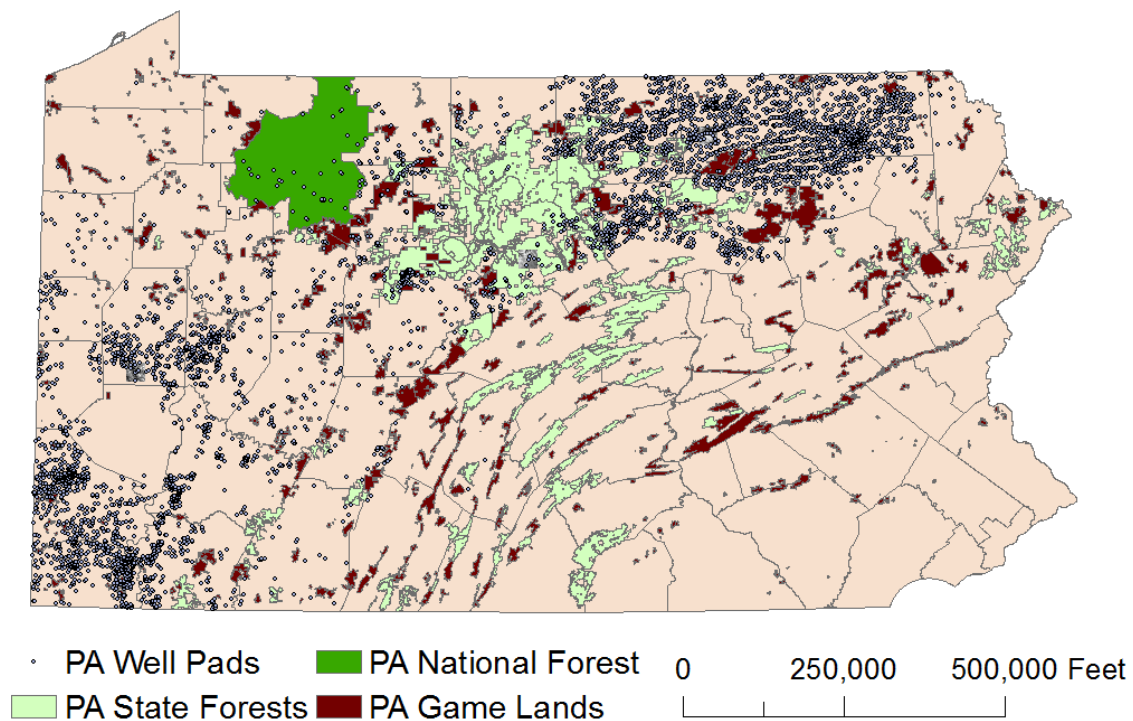 PA Well Pads
PA National Forest
PA State Forests
PA Game Lands
0 250,000 500,000 Feet